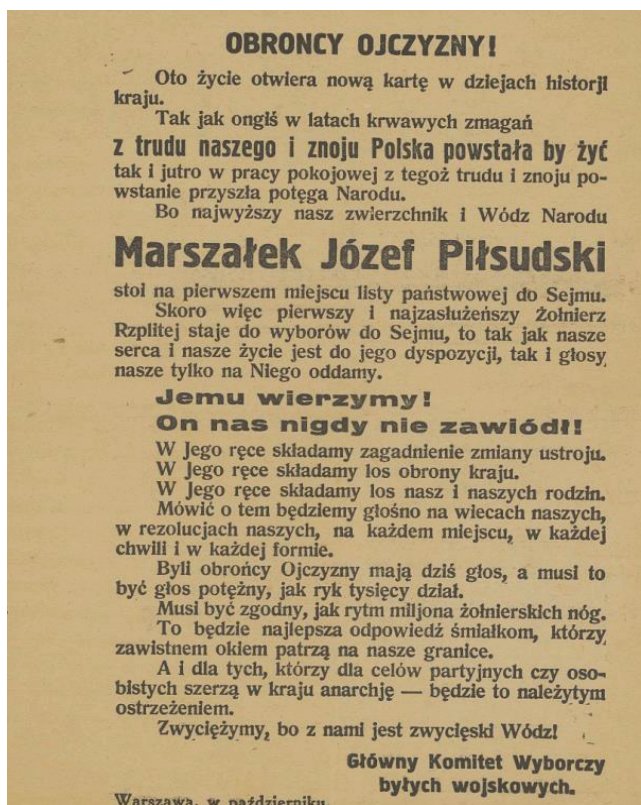 OBROŃCY OJCZYZNY!
Oto życie otwiera nową kartę w dziejach historji
kraju.
Tak jak ongiś w latach krwawych zmagań
z trudu naszego i znoju Polska powstała by żyć
tak i jutro w pracy pokojowej z tegoż trudu i znoju po-
wstanie przyszła potęga Narodu.
Bo najwyższy nasz zwierzchnik i Wódz Narodu
Marszałek Józef Piłsudski
stoi na pierwszem miejscu listy państwowej do Sejmu.
Skoro więc pierwszy i najzasłużeńszy Żołnierz
Rzplitej staje do wyborów do Sejmu, to tak jak nasze
serca i nasze życie jest do jego dyspozycji, tak i głosy
nasze tylko na Niego oddamy.
Jemu wierzymy!
On nas nigdy nie zawiódł!
W Jego ręce składamy zagadnienie zmiany ustroju.
W Jego ręce składamy los obrony kraju.
W Jego ręce składamy los nasz i naszych rodzin.
Mówić o tem będziemy głośno na wiecach naszych,
w rezolucjach naszych, na każdem miejscu, w każdej
chwili i w każdej formie.
Byli obrońcy Ojczyzny mają dziś głos, a musi to
być głos potężny, jak ryk tysięcy dział.
Musi być zgodny, jak rytm miljona żołnierskich nóg.
To będzie najlepsza odpowiedź śmiałkom, którzy
zawistnem okiem patrzą na nasze granice.
A i dla tych, którzy dla celów partyjnych czy oso-
bistych szerzą w kraju anarchję — będzie to należytym
ostrzeżeniem.
Zwyciężymy, bo z nami jest zwycięski Wódz!
Główny Komitet Wyborczy
byłych wojskowych.
Warszawa, w październiku